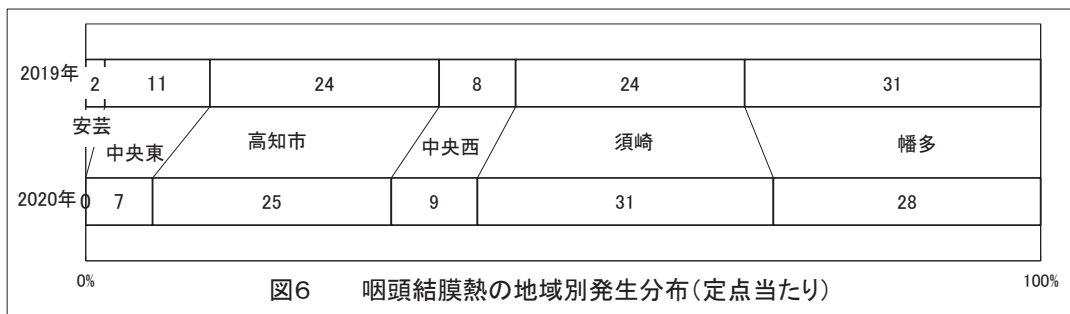 2019年 2 11 24 8 24 31
安芸 中央東 高知市 中央西 須崎 幡多
2020年 0 7 25 9 31 28
0% 100%
図6 咽頭結膜熱の地域別発生分布(定点当たり)